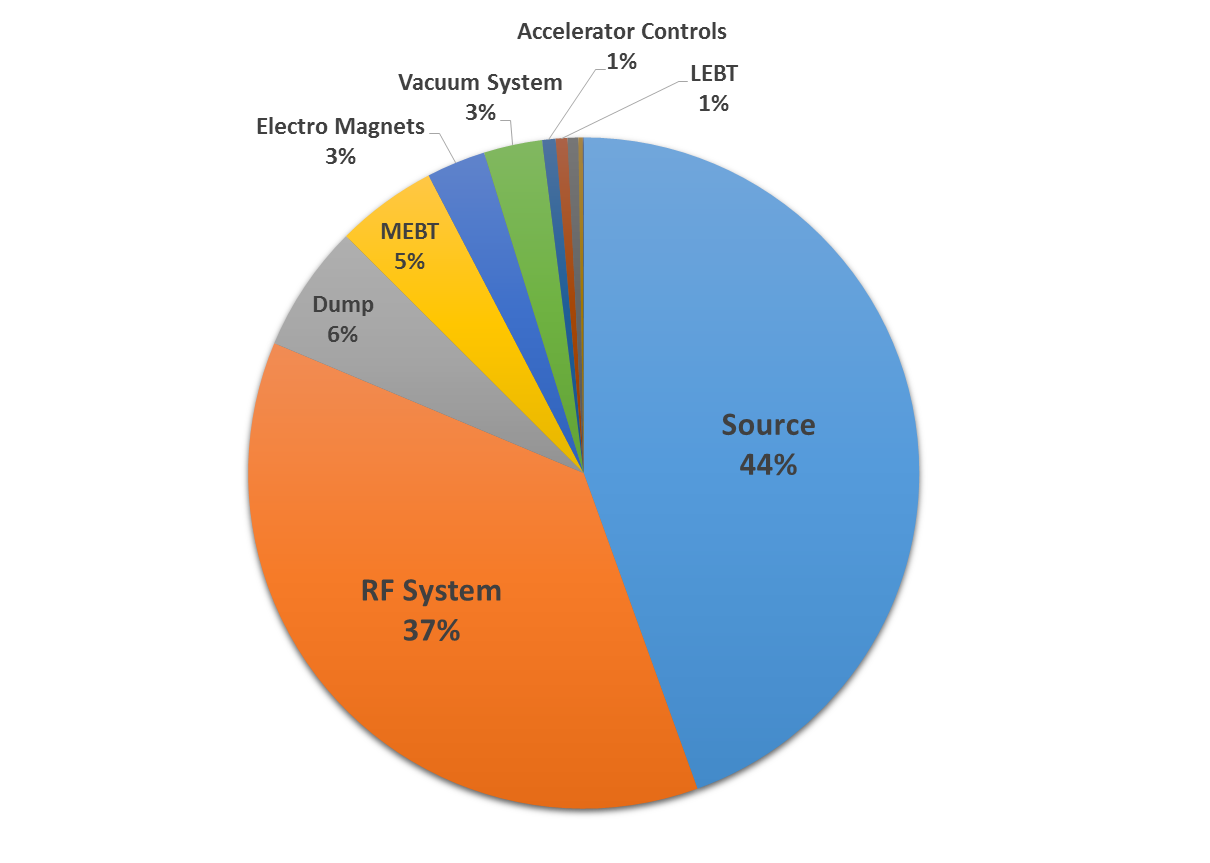 Accelerator Controls
1%
LEBT
1%
Vacuum System
3%
Electro Magnets
3%
MEBT
5%
Dump
6%
Source
44%
RF System
37%